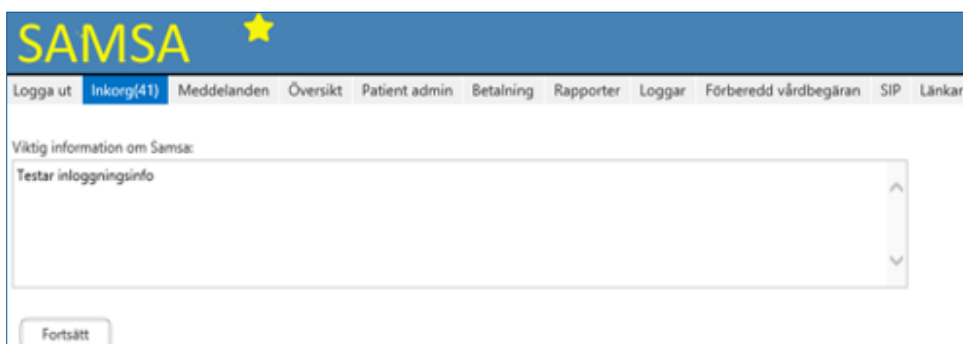 SAMSA
Logga ut Inkorg(41) Meddelanden Översikt Patient admin Betalning Rapporter Loggar Förberedd vårdbegäran SIP Länkar
Viktig information om Samsa:
Testar inloggningsinfo
Fortsätt